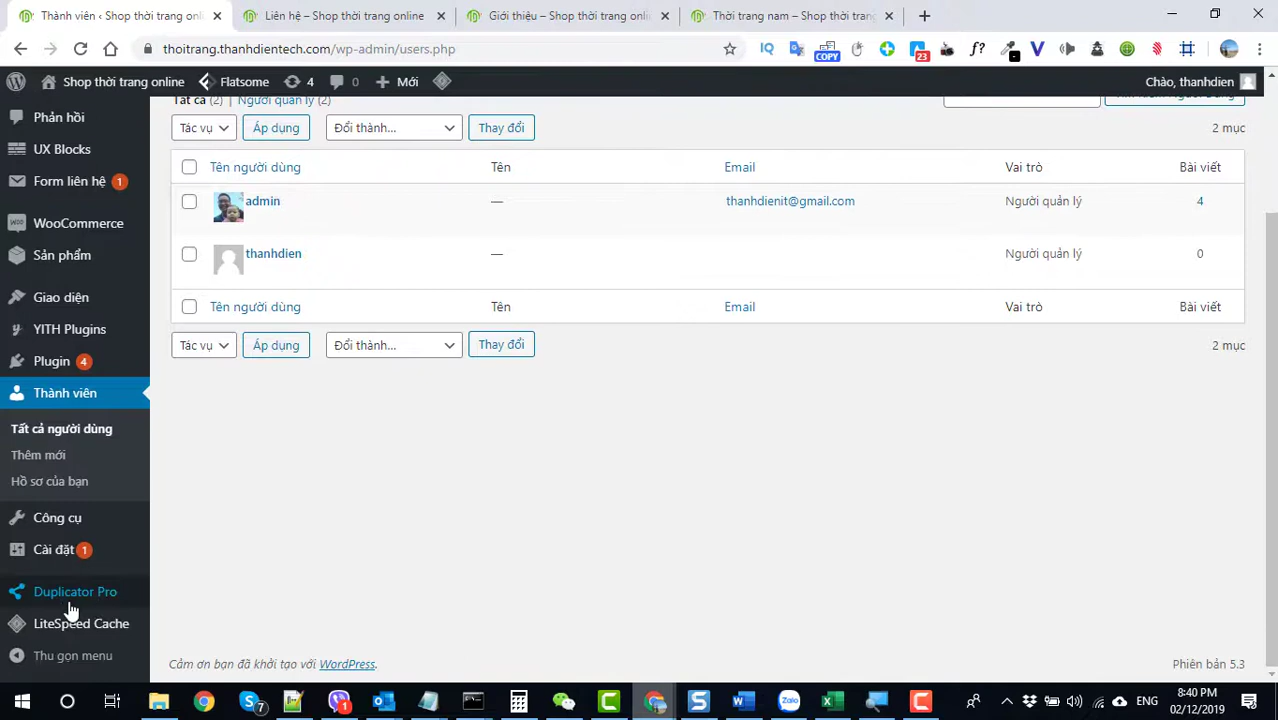 Thành viên ‹ Shop thời trang onl
Liên hệ – Shop thời trang online
Giới thiệu – Shop thời trang onl
Thời trang nam – Shop thời trang
thoitrang.thanhdientech.com/wp-admin/users.php
IQ
COPY
23
f?
V
Shop thời trang online
Flatsome
4
0
Mới
Chào, thanhdien
Phản hồi
UX Blocks
Form liên hệ 1
WooCommerce
Sản phẩm
Giao diện
YITH Plugins
Plugin 4
Thành viên
Tất cả người dùng
Thêm mới
Hồ sơ của bạn
Công cụ
Cài đặt 1
Duplicator Pro
LiteSpeed Cache
Thu gọn menu
Tất cả (2) | Người quản lý (2)
Tác vụ
Áp dụng
Đổi thành...
Thay đổi
2 mục
Tên người dùng
Tên
Email
Vai trò
Bài viết
admin
—
thanhdienit@gmail.com
Người quản lý
4
thanhdien
—
Người quản lý
0
Tên người dùng
Tên
Email
Vai trò
Bài viết
Tác vụ
Áp dụng
Đổi thành...
Thay đổi
2 mục
Cảm ơn bạn đã khởi tạo với WordPress.
Phiên bản 5.3
7
1
ENG
8:40 PM
02/12/2019